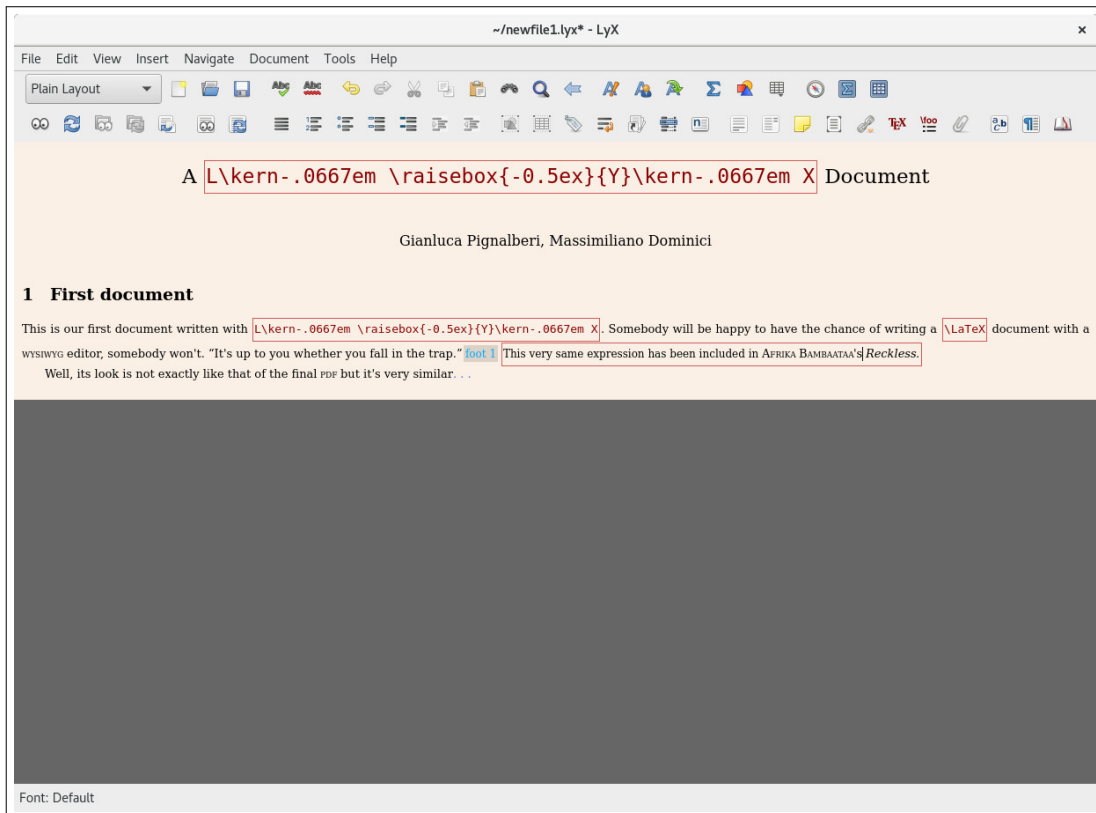 ~/newfile1.lyx* - LyX
File Edit View Insert Navigate Document Tools Help
Plain Layout
A L\kern-.0667em \raisebox{-0.5ex}{Y}\kern-.0667em X Document
Gianluca Pignalberi, Massimiliano Dominici
1 First document
This is our first document written with L\kern-.0667em \raisebox{-0.5ex}{Y}\kern-.0667em X. Somebody will be happy to have the chance of writing a \LaTeX document with a
WYSIWYG editor, somebody won't. “It's up to you whether you fall in the trap.” foot 1 This very same expression has been included in Afrika Bambaataa's Reckless.
Well, its look is not exactly like that of the final PDF but it's very similar. . .
Font: Default